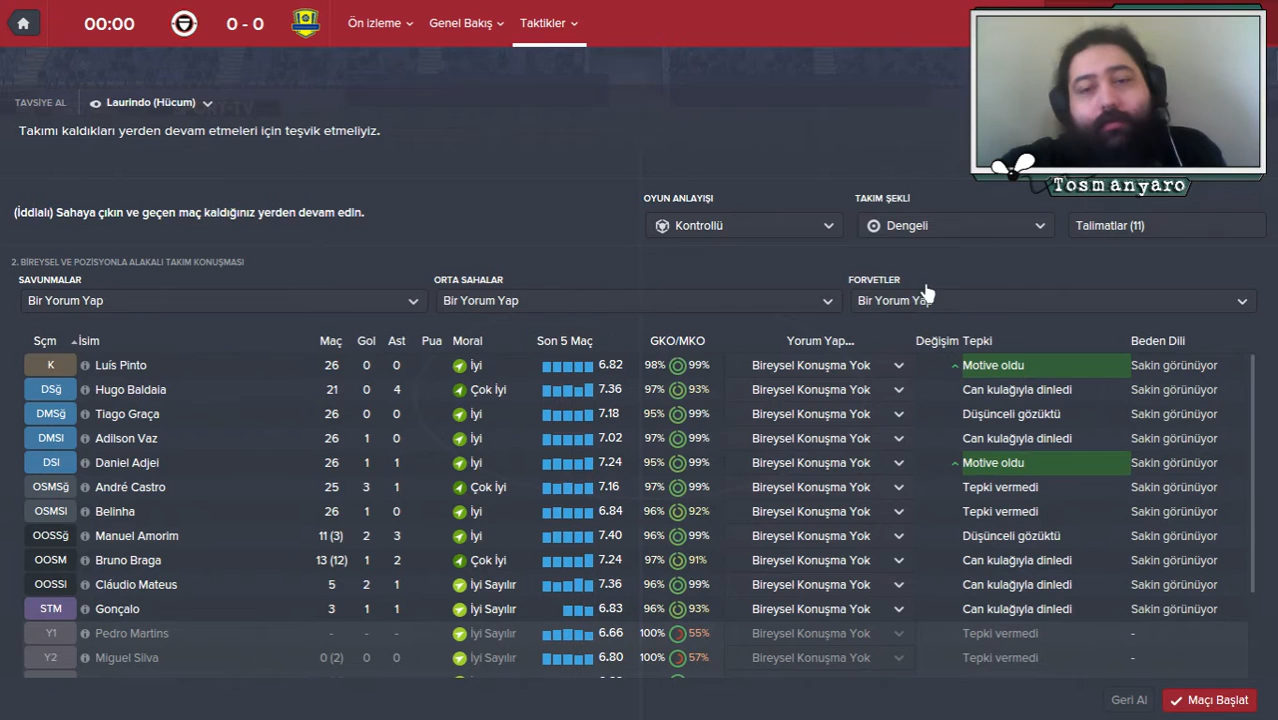 00:00 0 - 0 Ön izleme Genel Bakış Taktikler
TAVSİYE AL Laurindo (Hücum)
Takımı kaldıkları yerden devam etmeleri için teşvik etmeliyiz.
Tosmanyaro
(İddialı) Sahaya çıkın ve geçen maç kaldığınız yerden devam edin.
OYUN ANLAYIŞI TAKIM ŞEKLİ
Kontrollü Dengeli Talimatlar (11)
2. BİREYSEL VE POZİSYONLA ALAKALI TAKIM KONUŞMASI
SAVUNMALAR ORTA SAHALAR FORVETLER
Bir Yorum Yap Bir Yorum Yap Bir Yorum Yap
Sçm İsim Maç Gol Ast Pua Moral Son 5 Maç GKO/MKO Yorum Yap... Değişim Tepki Beden Dili
K Luís Pinto 26 0 0 İyi 6.82 98% 99% Bireysel Konuşma Yok Motive oldu Sakin görünüyor
DSğ Hugo Baldaia 21 0 4 Çok İyi 7.36 97% 93% Bireysel Konuşma Yok Can kulağıyla dinledi Sakin görünüyor
DMSğ Tiago Graça 26 0 0 İyi 7.18 95% 99% Bireysel Konuşma Yok Düşünceli gözüktü Sakin görünüyor
DMSl Adilson Vaz 26 1 0 İyi 7.02 97% 99% Bireysel Konuşma Yok Can kulağıyla dinledi Sakin görünüyor
DSl Daniel Adjei 26 1 1 İyi 7.24 95% 99% Bireysel Konuşma Yok Motive oldu Sakin görünüyor
OSMSğ André Castro 25 3 1 Çok İyi 7.16 97% 99% Bireysel Konuşma Yok Tepki vermedi Sakin görünüyor
OSMSl Belinha 26 1 0 İyi 6.84 96% 92% Bireysel Konuşma Yok Tepki vermedi Sakin görünüyor
OOSSğ Manuel Amorim 11 (3) 2 3 İyi 7.40 96% 99% Bireysel Konuşma Yok Düşünceli gözüktü Sakin görünüyor
OOSM Bruno Braga 13 (12) 1 2 Çok İyi 7.24 97% 91% Bireysel Konuşma Yok Can kulağıyla dinledi Sakin görünüyor
OOSSl Cláudio Mateus 5 2 1 İyi Sayılır 7.36 96% 99% Bireysel Konuşma Yok Can kulağıyla dinledi Sakin görünüyor
STM Gonçalo 3 1 1 İyi Sayılır 6.83 96% 93% Bireysel Konuşma Yok Can kulağıyla dinledi Sakin görünüyor
Y1 Pedro Martins - - - İyi Sayılır 6.66 100% 55% Bireysel Konuşma Yok Tepki vermedi -
Y2 Miguel Silva 0 (2) 0 0 İyi Sayılır 6.80 100% 57% Bireysel Konuşma Yok Tepki vermedi -
Geri Al Maçı Başlat